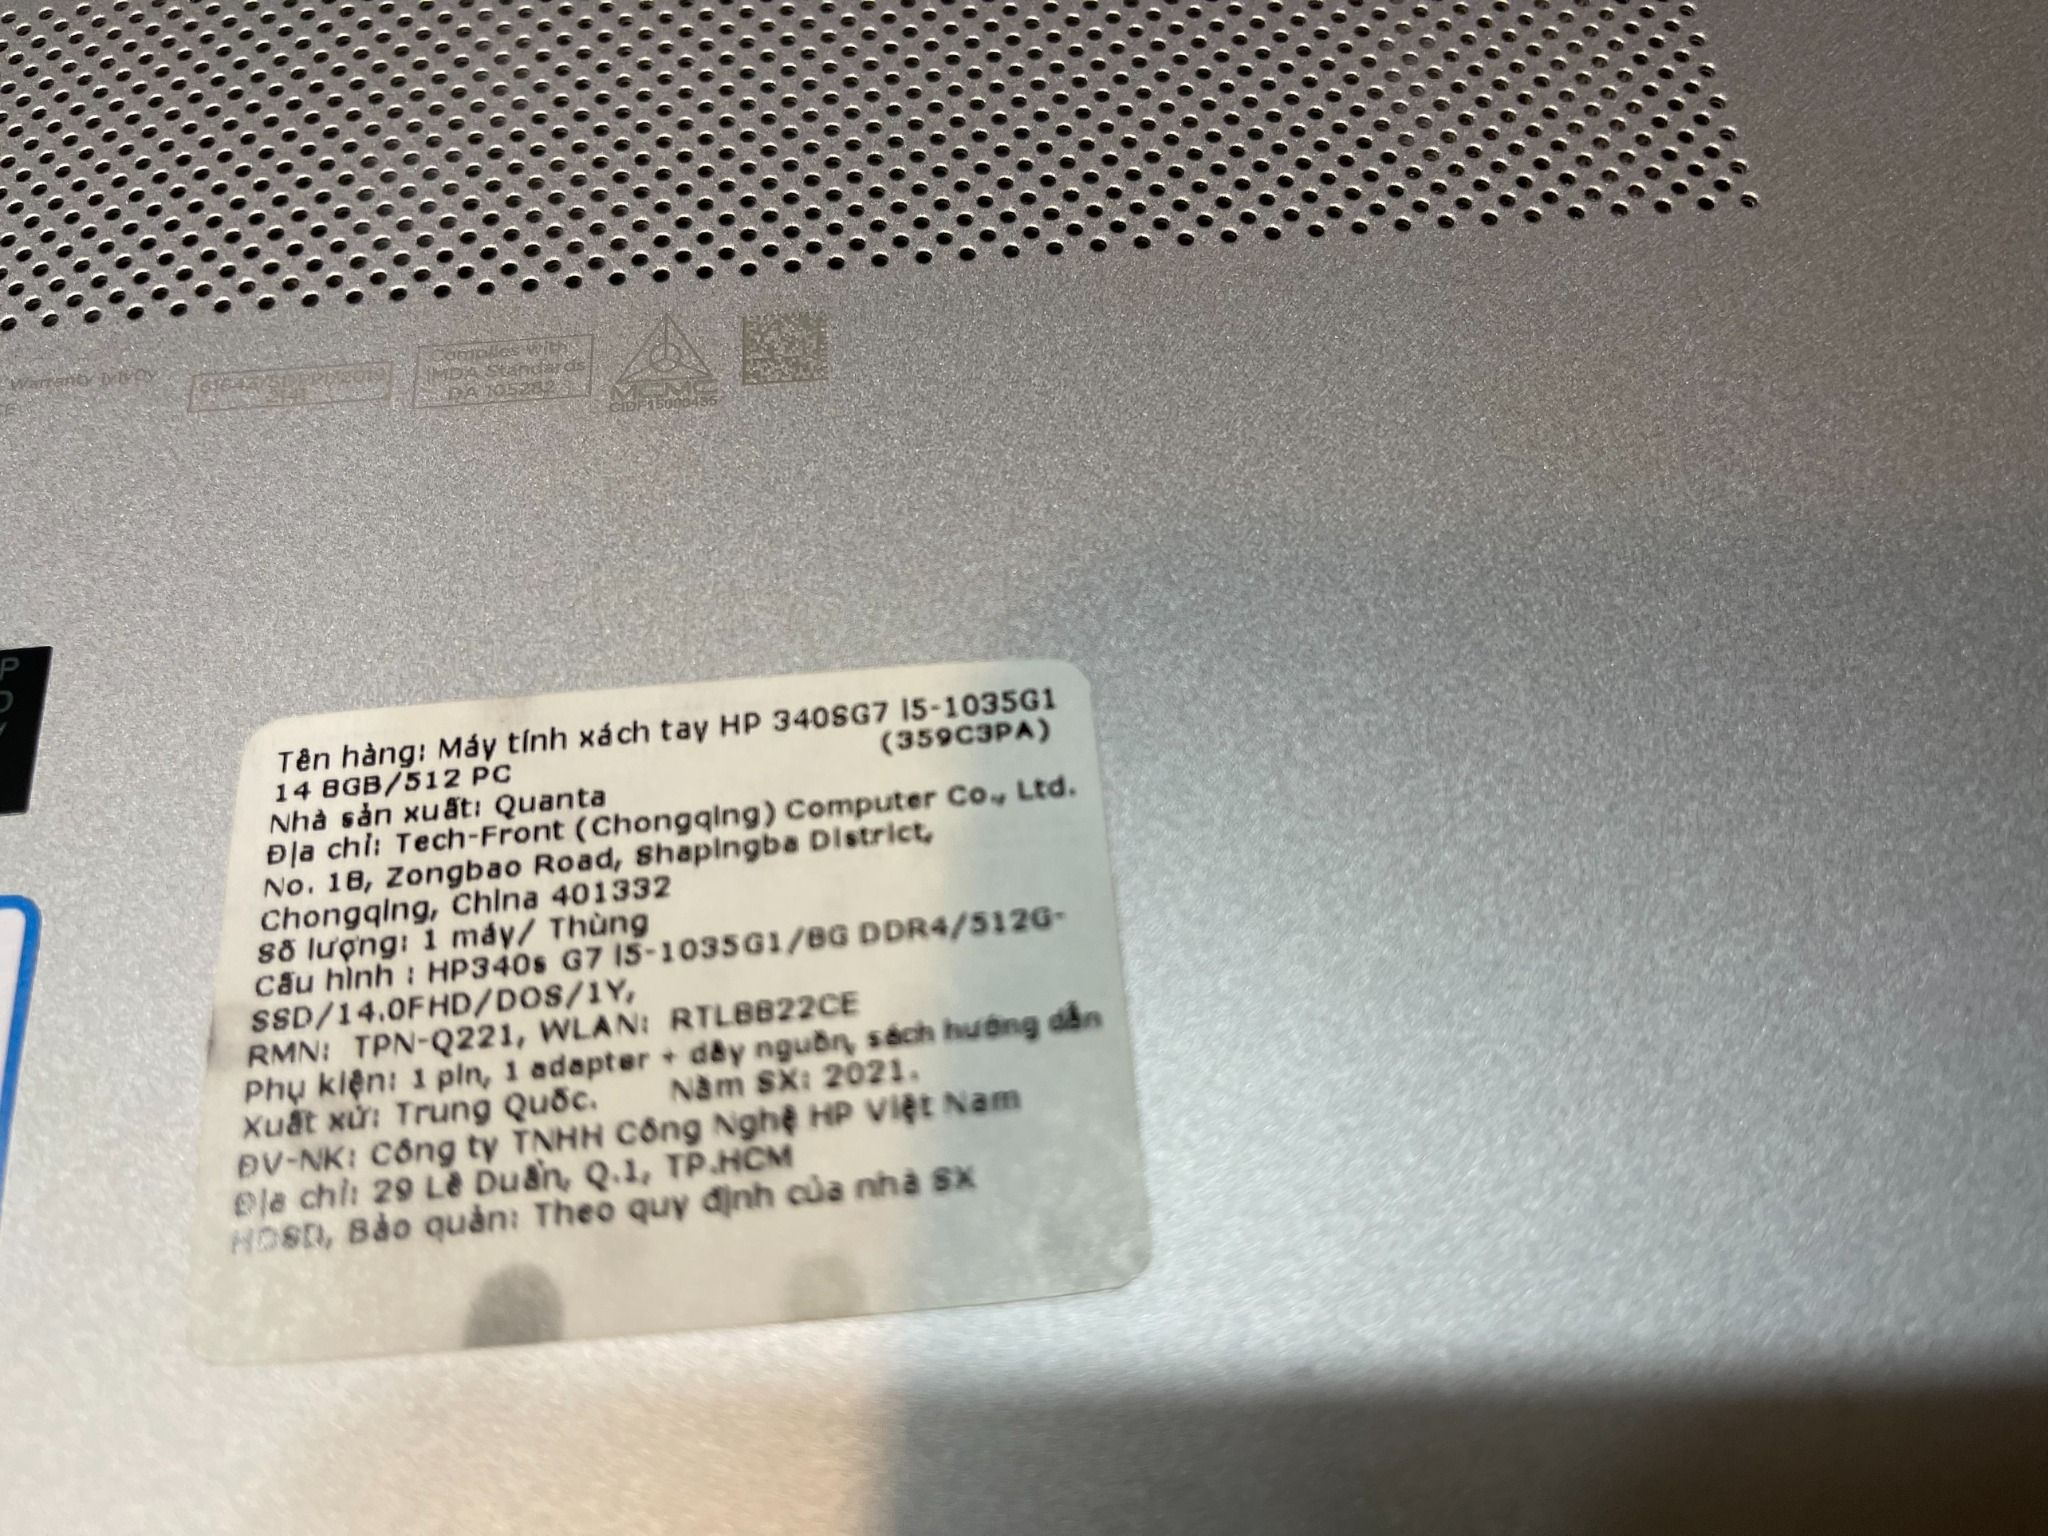 Warranty
Complies with
IMDA Standards
DA 105282
MCMC
CIDF15000485
P
Tên hàng: Máy tính xách tay HP 340SG7 i5-1035G1
14 8GB/512 PC (359C3PA)
Nhà sản xuất: Quanta
Địa chỉ: Tech-Front (Chongqing) Computer Co., Ltd.
No. 18, Zongbao Road, Shapingba District,
Chongqing, China 401332
Số lượng: 1 máy/ Thùng
Cấu hình : HP340s G7 i5-1035G1/8G DDR4/512G-
SSD/14.0FHD/DOS/1Y,
RMN: TPN-Q221, WLAN: RTL8822CE
Phụ kiện: 1 pin, 1 adapter + dây nguồn, sách hướng dẫn
Xuất xứ: Trung Quốc. Năm SX: 2021.
ĐV-NK: Công ty TNHH Công Nghệ HP Việt Nam
Địa chỉ: 29 Lê Duẩn, Q.1, TP.HCM
HDSD, Bảo quản: Theo quy định của nhà SX